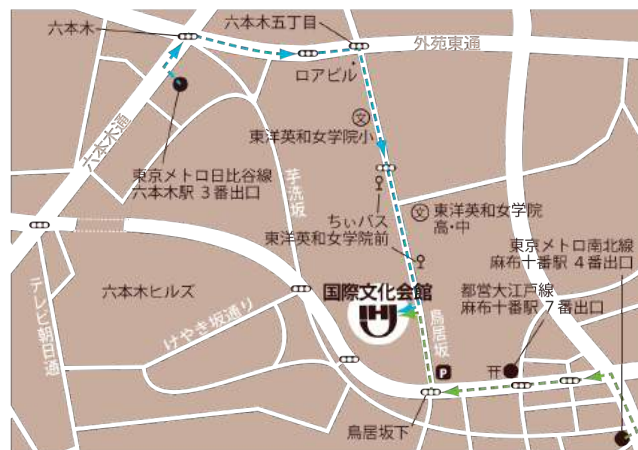 六本木
六本木五丁目
外苑東通
ロアビル
六本木通
文
東洋英和女学院小
東京メトロ日比谷線
六本木駅 3番出口
芋洗坂
ちぃバス
東洋英和女学院前
文
東洋英和女学院
高・中
東京メトロ南北線
麻布十番駅 4番出口
都営大江戸線
麻布十番駅 7番出口
テレビ朝日通
六本木ヒルズ
けやき坂通り
国際文化会館
鳥居坂
P
鳥居坂下